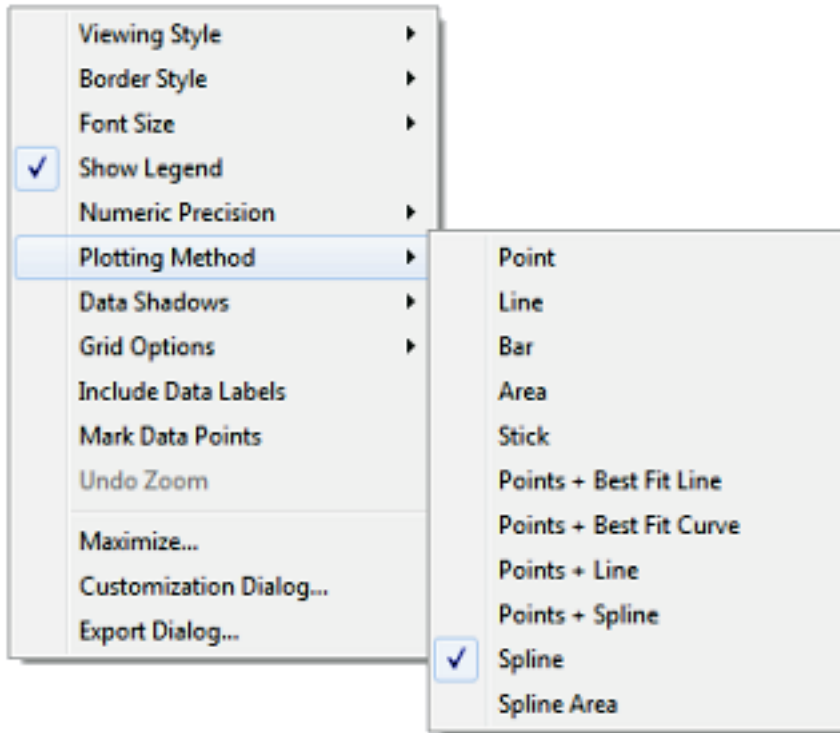 Viewing Style
Border Style
Font Size
Show Legend
Numeric Precision
Plotting Method
Data Shadows
Grid Options
Include Data Labels
Mark Data Points
Undo Zoom
Maximize...
Customization Dialog...
Export Dialog...
Point
Line
Bar
Area
Stick
Points + Best Fit Line
Points + Best Fit Curve
Points + Line
Points + Spline
Spline
Spline Area